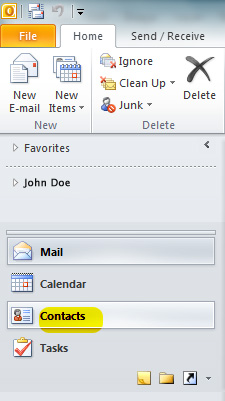 File Home Send / Receive
New E-mail
New Items
Ignore
Clean Up
Junk
Delete
New Delete
Favorites
John Doe
Mail
Calendar
Contacts
Tasks